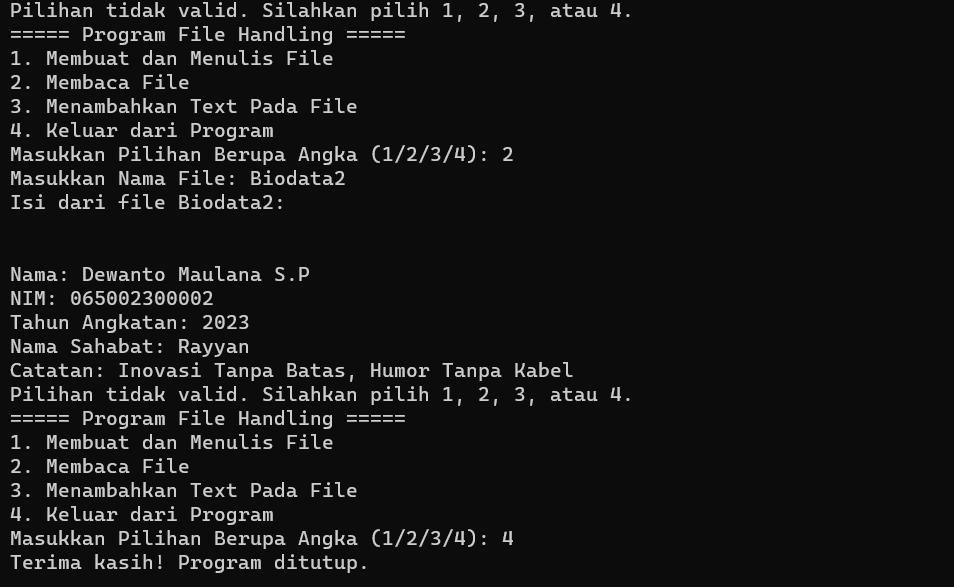 Pilihan tidak valid. Silahkan pilih 1, 2, 3, atau 4.
===== Program File Handling =====
1. Membuat dan Menulis File
2. Membaca File
3. Menambahkan Text Pada File
4. Keluar dari Program
Masukkan Pilihan Berupa Angka (1/2/3/4): 2
Masukkan Nama File: Biodata2
Isi dari file Biodata2:
Nama: Dewanto Maulana S.P
NIM: 065002300002
Tahun Angkatan: 2023
Nama Sahabat: Rayyan
Catatan: Inovasi Tanpa Batas, Humor Tanpa Kabel
Pilihan tidak valid. Silahkan pilih 1, 2, 3, atau 4.
===== Program File Handling =====
1. Membuat dan Menulis File
2. Membaca File
3. Menambahkan Text Pada File
4. Keluar dari Program
Masukkan Pilihan Berupa Angka (1/2/3/4): 4
Terima kasih! Program ditutup.